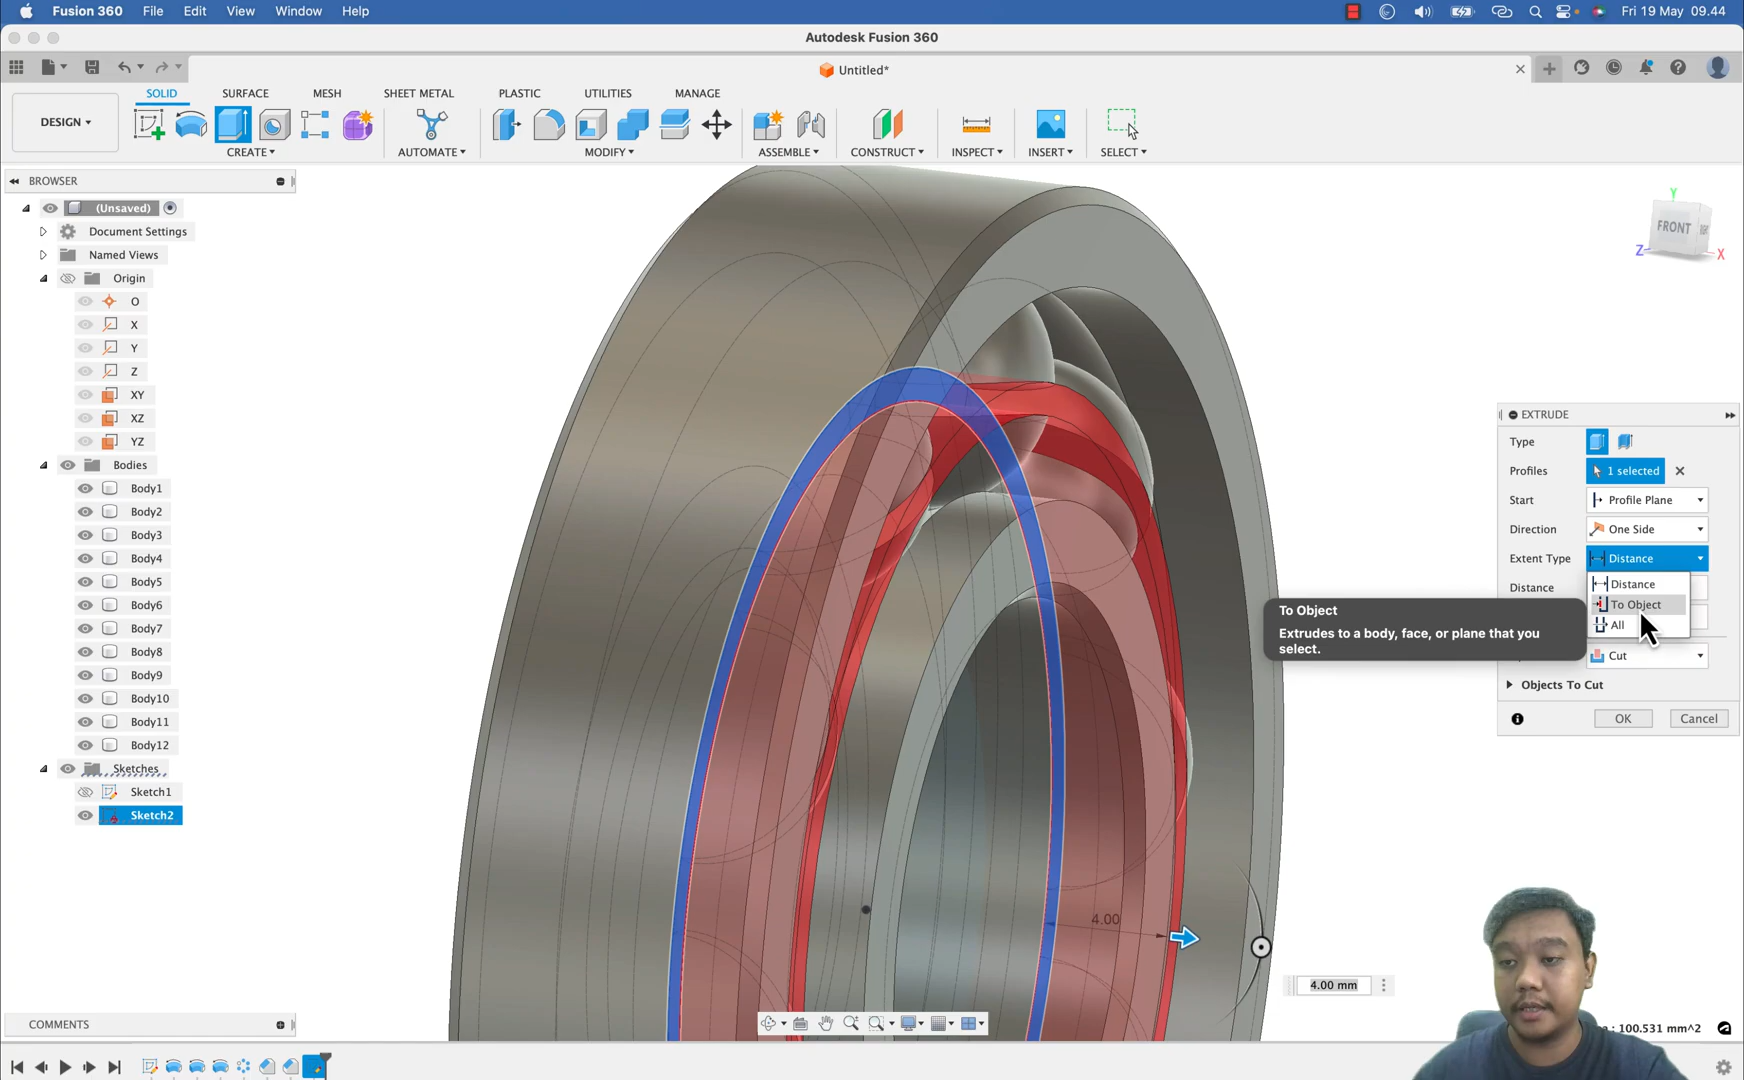 Fusion 360 File Edit View Window Help
Fri 19 May 09.44
Autodesk Fusion 360
Untitled*
DESIGN
SOLID SURFACE MESH SHEET METAL PLASTIC UTILITIES MANAGE
CREATE AUTOMATE MODIFY ASSEMBLE CONSTRUCT INSPECT INSERT SELECT
BROWSER
(Unsaved)
Document Settings
Named Views
Origin
O
X
Y
Z
XY
XZ
YZ
Bodies
Body1
Body2
Body3
Body4
Body5
Body6
Body7
Body8
Body9
Body10
Body11
Body12
Sketches
Sketch1
Sketch2
Y
FRONT
Z
X
EXTRUDE
Type
Profiles 1 selected
Start Profile Plane
Direction One Side
Extent Type Distance
Distance
Distance
To Object
All
Cut
Objects To Cut
OK Cancel
To Object
Extrudes to a body, face, or plane that you
select.
4.00
4.00 mm
: 100.531 mm^2
COMMENTS